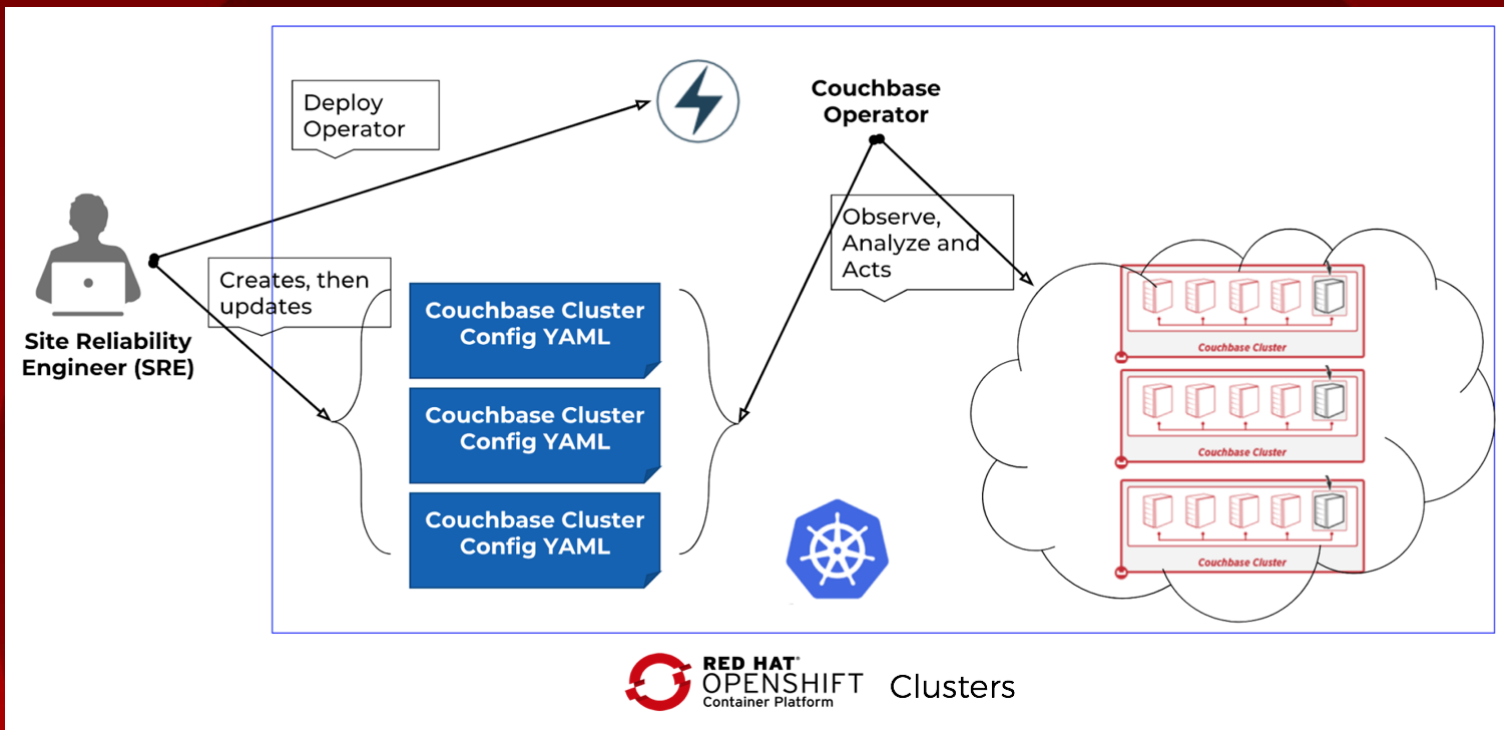 Deploy
Operator
Couchbase
Operator
Site Reliability
Engineer (SRE)
Creates, then
updates
Couchbase Cluster
Config YAML
Couchbase Cluster
Config YAML
Couchbase Cluster
Config YAML
Observe,
Analyze and
Acts
Couchbase Cluster
Couchbase Cluster
Couchbase Cluster
RED HAT®
OPENSHIFT
Container Platform
Clusters